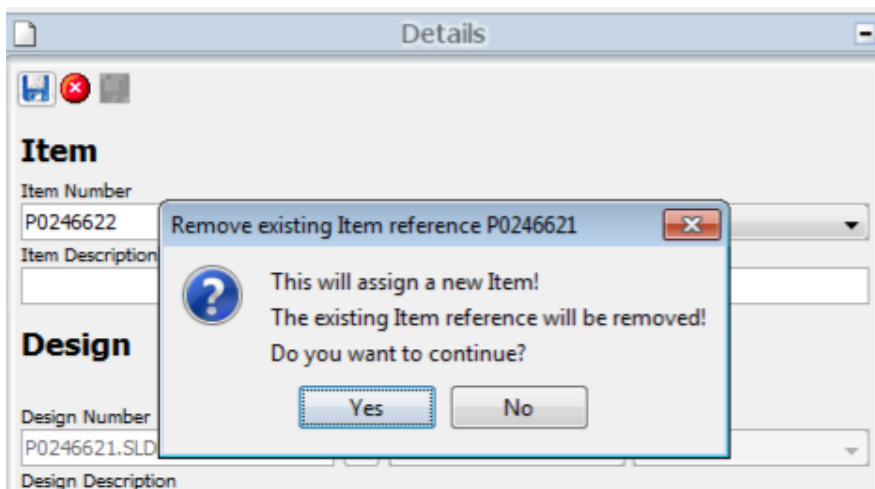 Details
Item
Item Number
P0246622
Remove existing Item reference P0246621
Item Description
This will assign a new Item!
The existing Item reference will be removed!
Do you want to continue?
Yes No
Design
Design Number
P0246621.SLD
Design Description